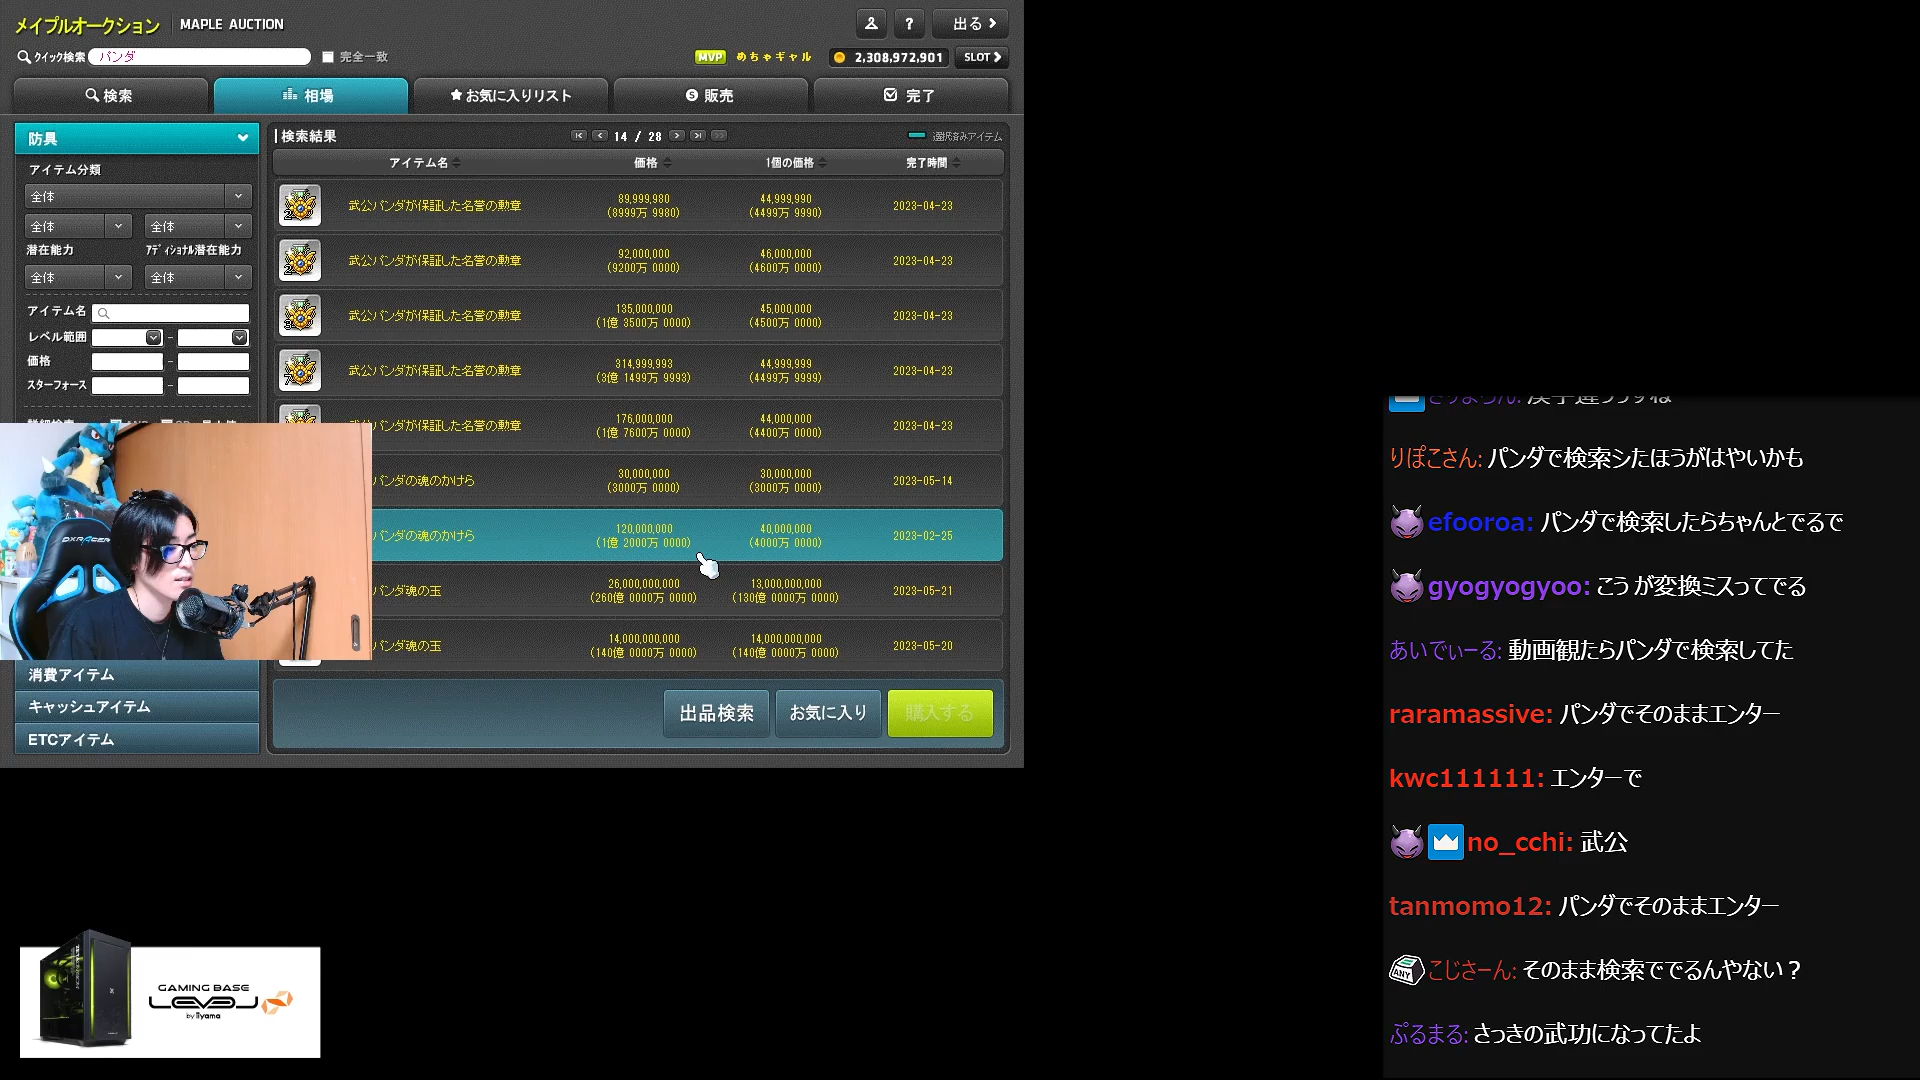 メイプルオークション MAPLE AUCTION ? 出る
クイック検索 パンダ 完全一致 MVP めちゃギャル 2,308,972,901 SLOT
検索 相場 お気に入りリスト 販売 完了
防具
アイテム分類
全体
全体 全体
潜在能力 アディショナル潜在能力
全体 全体
アイテム名
レベル範囲 -
価格 -
スターフォース -
検索結果 14 / 28 選択済みアイテム
アイテム名 価格 1個の価格 完了時間
2 武公パンダが保証した名誉の勲章 89,999,980 (8999万 9980) 44,999,990 (4499万 9990) 2023-04-23
2 武公パンダが保証した名誉の勲章 92,000,000 (9200万 0000) 46,000,000 (4600万 0000) 2023-04-23
3 武公パンダが保証した名誉の勲章 135,000,000 (1億 3500万 0000) 45,000,000 (4500万 0000) 2023-04-23
7 武公パンダが保証した名誉の勲章 314,999,993 (3億 1499万 9993) 44,999,999 (4499万 9999) 2023-04-23
武公パンダが保証した名誉の勲章 176,000,000 (1億 7600万 0000) 44,000,000 (4400万 0000) 2023-04-23
パンダの魂のかけら 30,000,000 (3000万 0000) 30,000,000 (3000万 0000) 2023-05-14
パンダの魂のかけら 120,000,000 (1億 2000万 0000) 40,000,000 (4000万 0000) 2023-02-25
パンダ魂の玉 26,000,000,000 (260億 0000万 0000) 13,000,000,000 (130億 0000万 0000) 2023-05-21
パンダ魂の玉 14,000,000,000 (140億 0000万 0000) 14,000,000,000 (140億 0000万 0000) 2023-05-20
出品検索 お気に入り 購入する
DXRACER
消費アイテム
キャッシュアイテム
ETCアイテム
GAMING BASE
LEVEL∞
by iiyama
りぽこさん: パンダで検索シたほうがはやいかも
efooroa: パンダで検索したらちゃんとでるで
gyogyogyoo: こう が変換ミスってでる
あいでぃーる: 動画観たらパンダで検索してた
raramassive: パンダでそのままエンター
kwc111111: エンターで
no_cchi: 武公
tanmomo12: パンダでそのままエンター
ANY こじさーん: そのまま検索ででるんやない？
ぷるまる: さっきの武功になってたよ